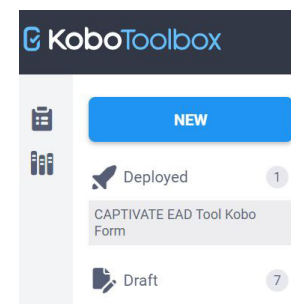 KoboToolbox
NEW
Deployed 1
CAPTIVATE EAD Tool Kobo
Form
Draft 7